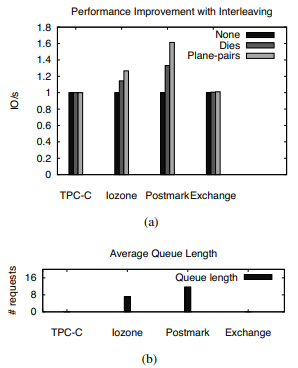 Performance Improvement with Interleaving
1.8
1.6
1.4
1.2
1
0.8
0.6
0.4
0.2
0
IO/s
None
Dies
Plane-pairs
TPC-C Iozone Postmark Exchange
(a)
Average Queue Length
16
8
0
# requests
Queue length
TPC-C Iozone Postmark Exchange
(b)